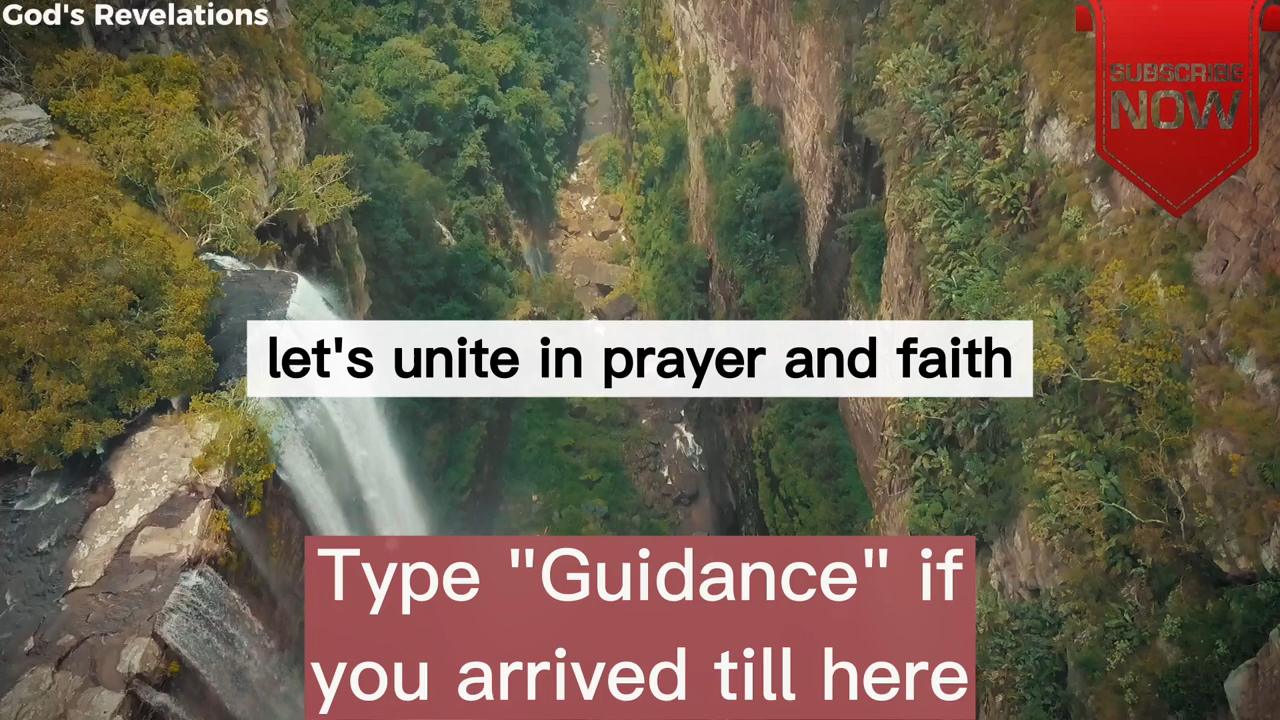 God's Revelations
SUBSCRIBE
NOW
let's unite in prayer and faith
Type "Guidance" if
you arrived till here